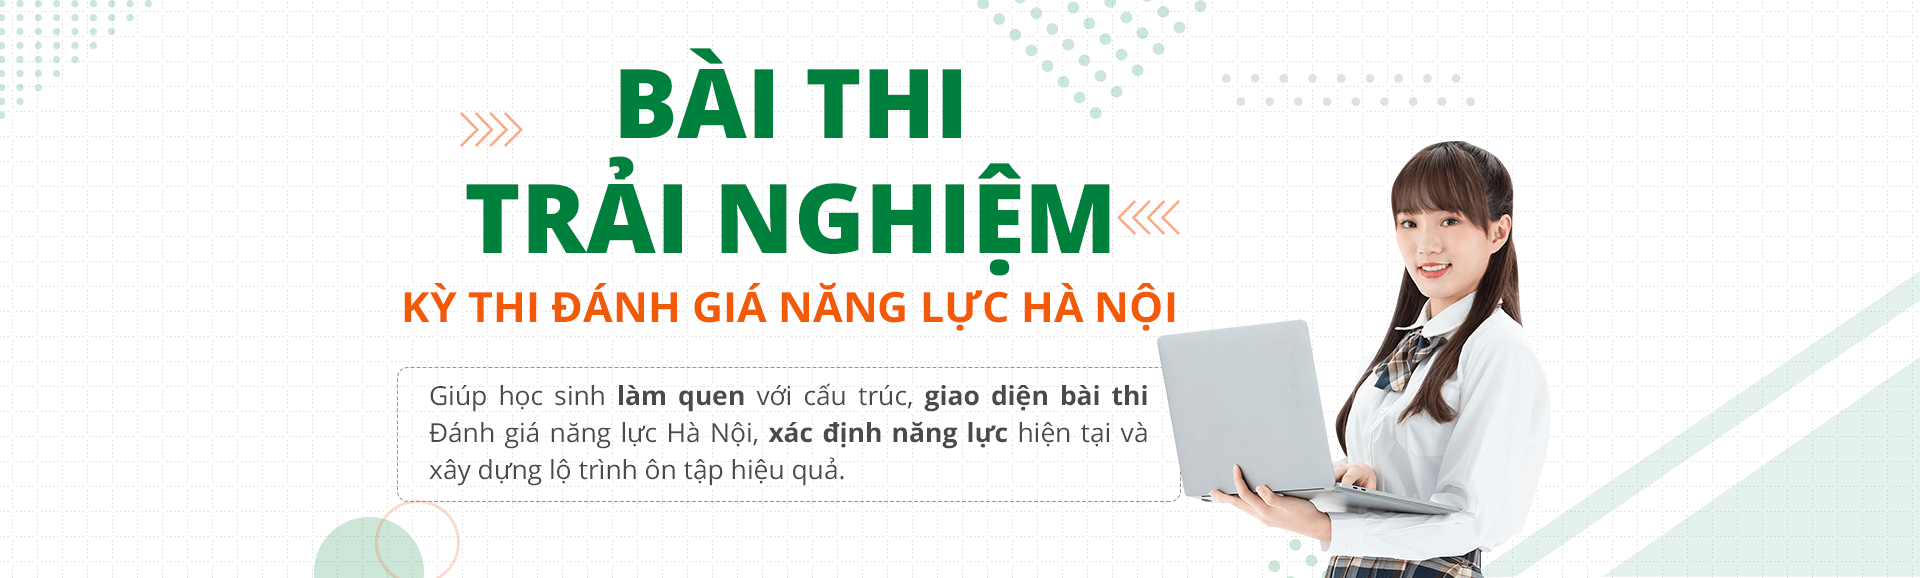 BÀI THI
TRẢI NGHIỆM
KỲ THI ĐÁNH GIÁ NĂNG LỰC HÀ NỘI
Giúp học sinh làm quen với cấu trúc, giao diện bài thi
Đánh giá năng lực Hà Nội, xác định năng lực hiện tại và
xây dựng lộ trình ôn tập hiệu quả.